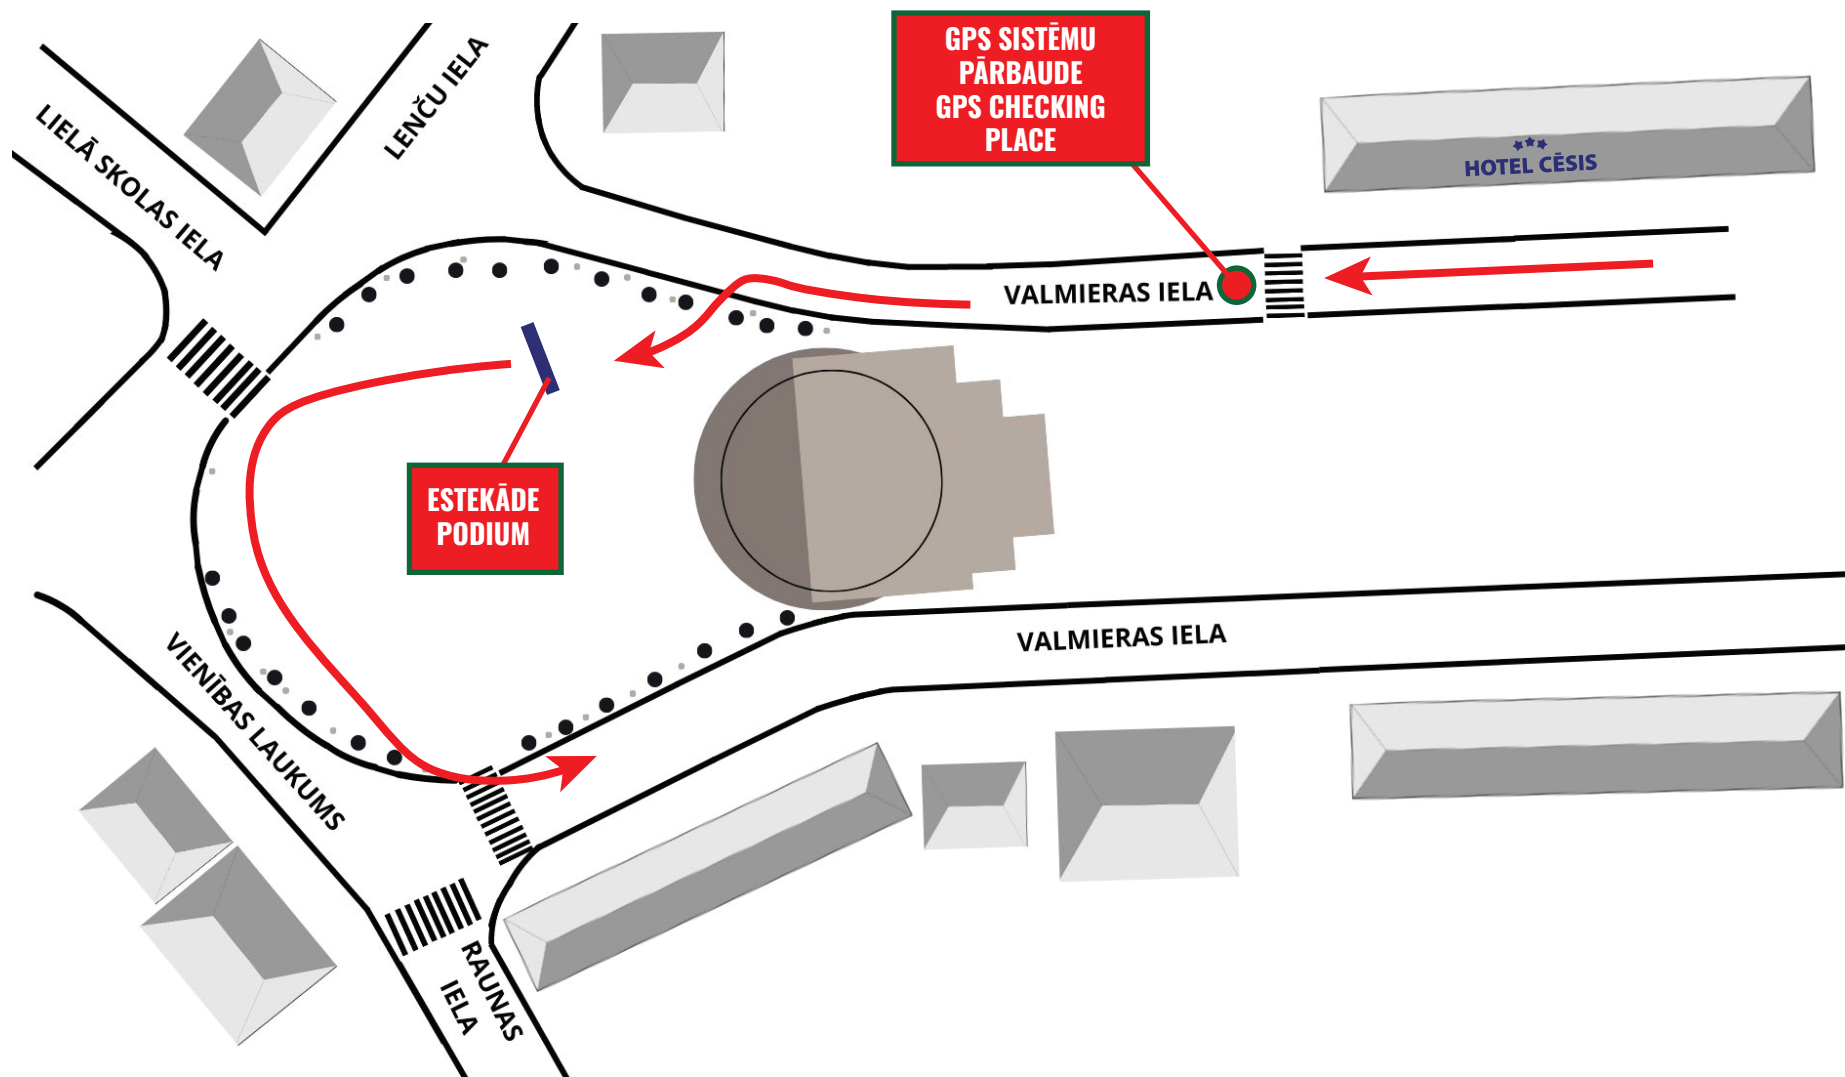 LIELĀ SKOLAS IELA
LENČU IELA
GPS SISTĒMU
PĀRBAUDE
GPS CHECKING
PLACE
HOTEL CĒSIS
VALMIERAS IELA
ESTEKĀDE
PODIUM
VALMIERAS IELA
VIENĪBAS LAUKUMS
RAUNAS
IELA